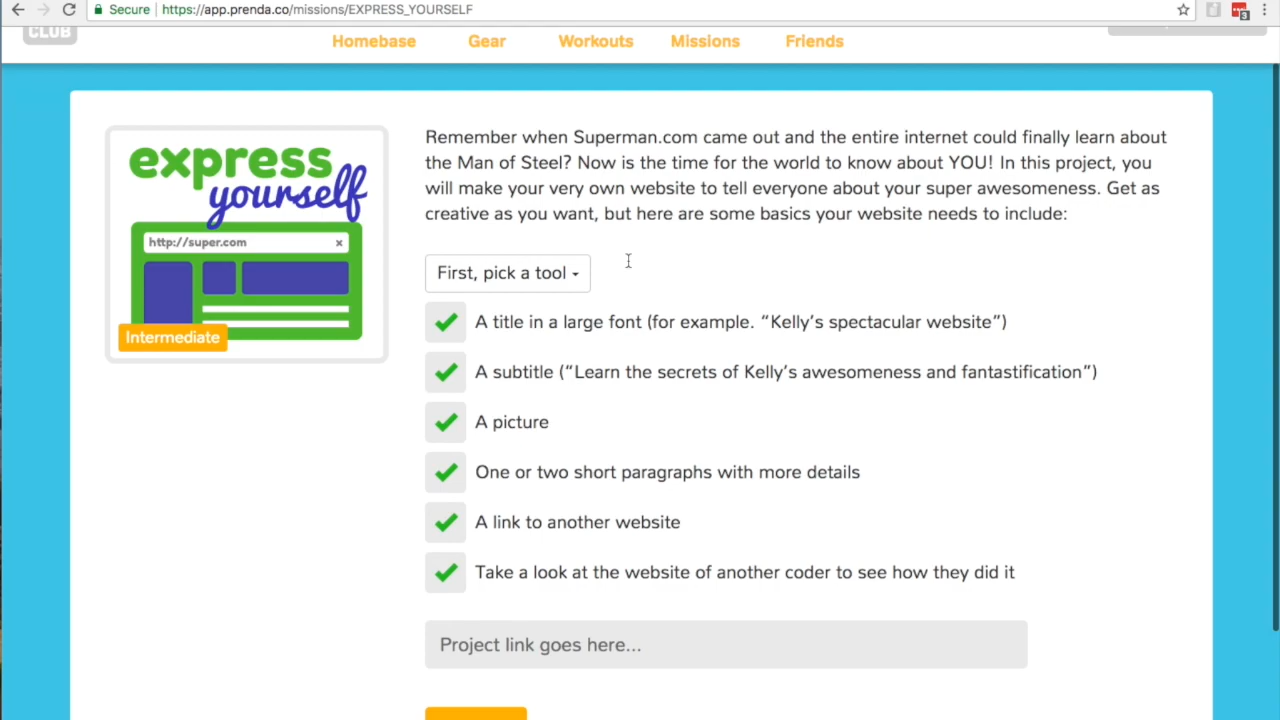 Secure https://app.prenda.co/missions/EXPRESS_YOURSELF
3
CLUB
Homebase Gear Workouts Missions Friends
express
yourself
http://super.com x
Intermediate
Remember when Superman.com came out and the entire internet could finally learn about
the Man of Steel? Now is the time for the world to know about YOU! In this project, you
will make your very own website to tell everyone about your super awesomeness. Get as
creative as you want, but here are some basics your website needs to include:
First, pick a tool
A title in a large font (for example. “Kelly’s spectacular website”)
A subtitle (“Learn the secrets of Kelly’s awesomeness and fantastification”)
A picture
One or two short paragraphs with more details
A link to another website
Take a look at the website of another coder to see how they did it
Project link goes here...